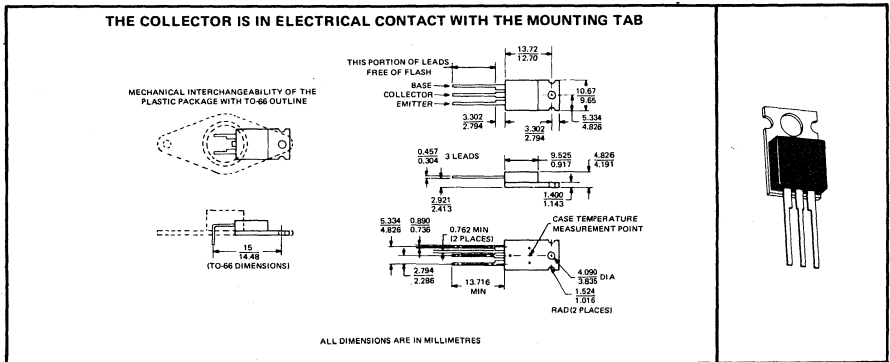 THE COLLECTOR IS IN ELECTRICAL CONTACT WITH THE MOUNTING TAB
MECHANICAL INTERCHANGEABILITY OF THE
PLASTIC PACKAGE WITH TO-66 OUTLINE
15
14.48
(TO-66 DIMENSIONS)
THIS PORTION OF LEADS
FREE OF FLASH
BASE
COLLECTOR
EMITTER
13.72
12.70
10.67
9.65
3.302
2.794
3.302
2.794
5.334
4.826
0.457
0.304
3 LEADS
9.525
0.917
4.826
4.191
2.921
2.413
1.400
1.143
5.334
4.826
0.890
0.736
0.762 MIN
(2 PLACES)
CASE TEMPERATURE
MEASUREMENT POINT
2.794
2.286
13.716
MIN
4.090
3.835
DIA
1.524
1.016
RAD(2 PLACES)
ALL DIMENSIONS ARE IN MILLIMETRES